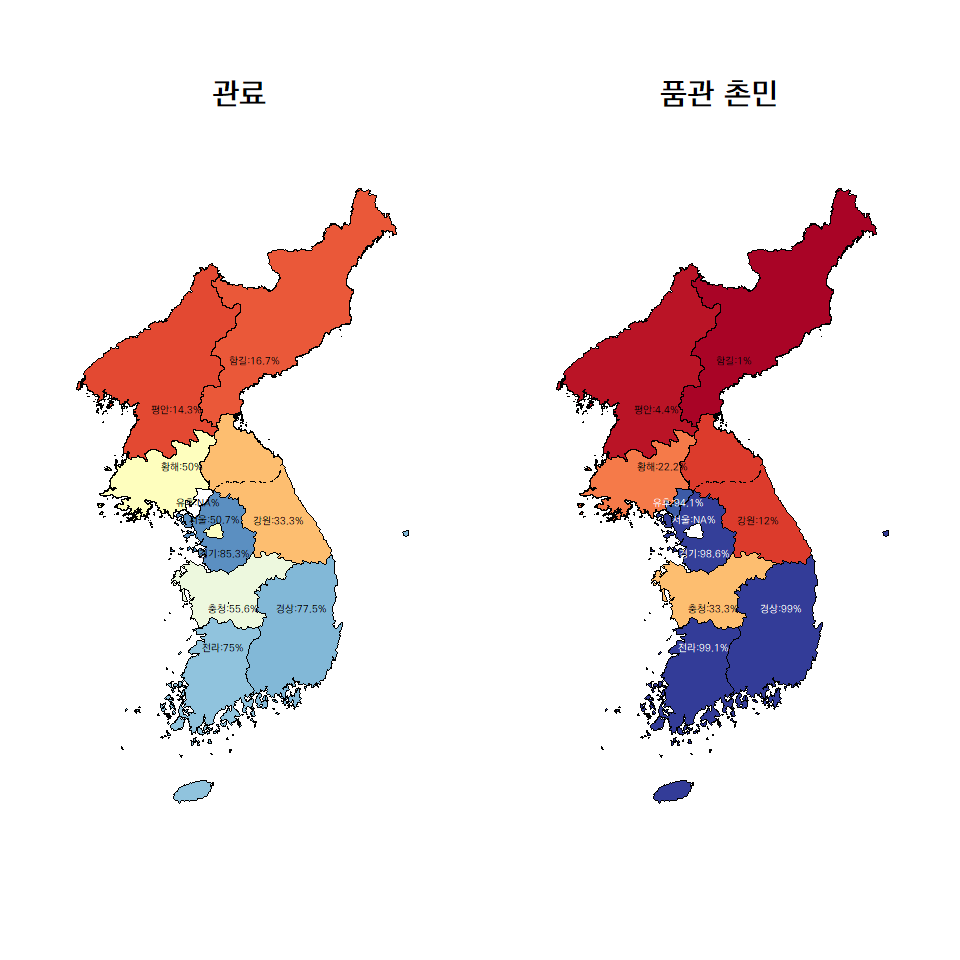 관료
품관 촌민
함길:16.7%
평안:14.3%
황해:50%
유후:NA%
서울:50.7%
강원:33.3%
경기:85.3%
충청:55.6%
경상:77.5%
전라:75%
함길:1%
평안:4.4%
황해:22.2%
유후:94.1%
서울:NA%
강원:12%
경기:98.6%
충청:33.3%
경상:99%
전라:99.1%